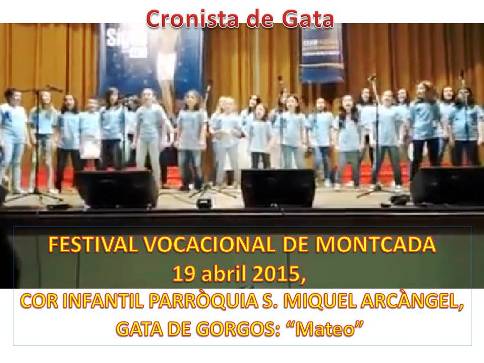 Cronista de Gata
FESTIVAL VOCACIONAL DE MONTCADA
19 abril 2015,
COR INFANTIL PARRÒQUIA S. MIQUEL ARCÀNGEL,
GATA DE GORGOS: “Mateo”